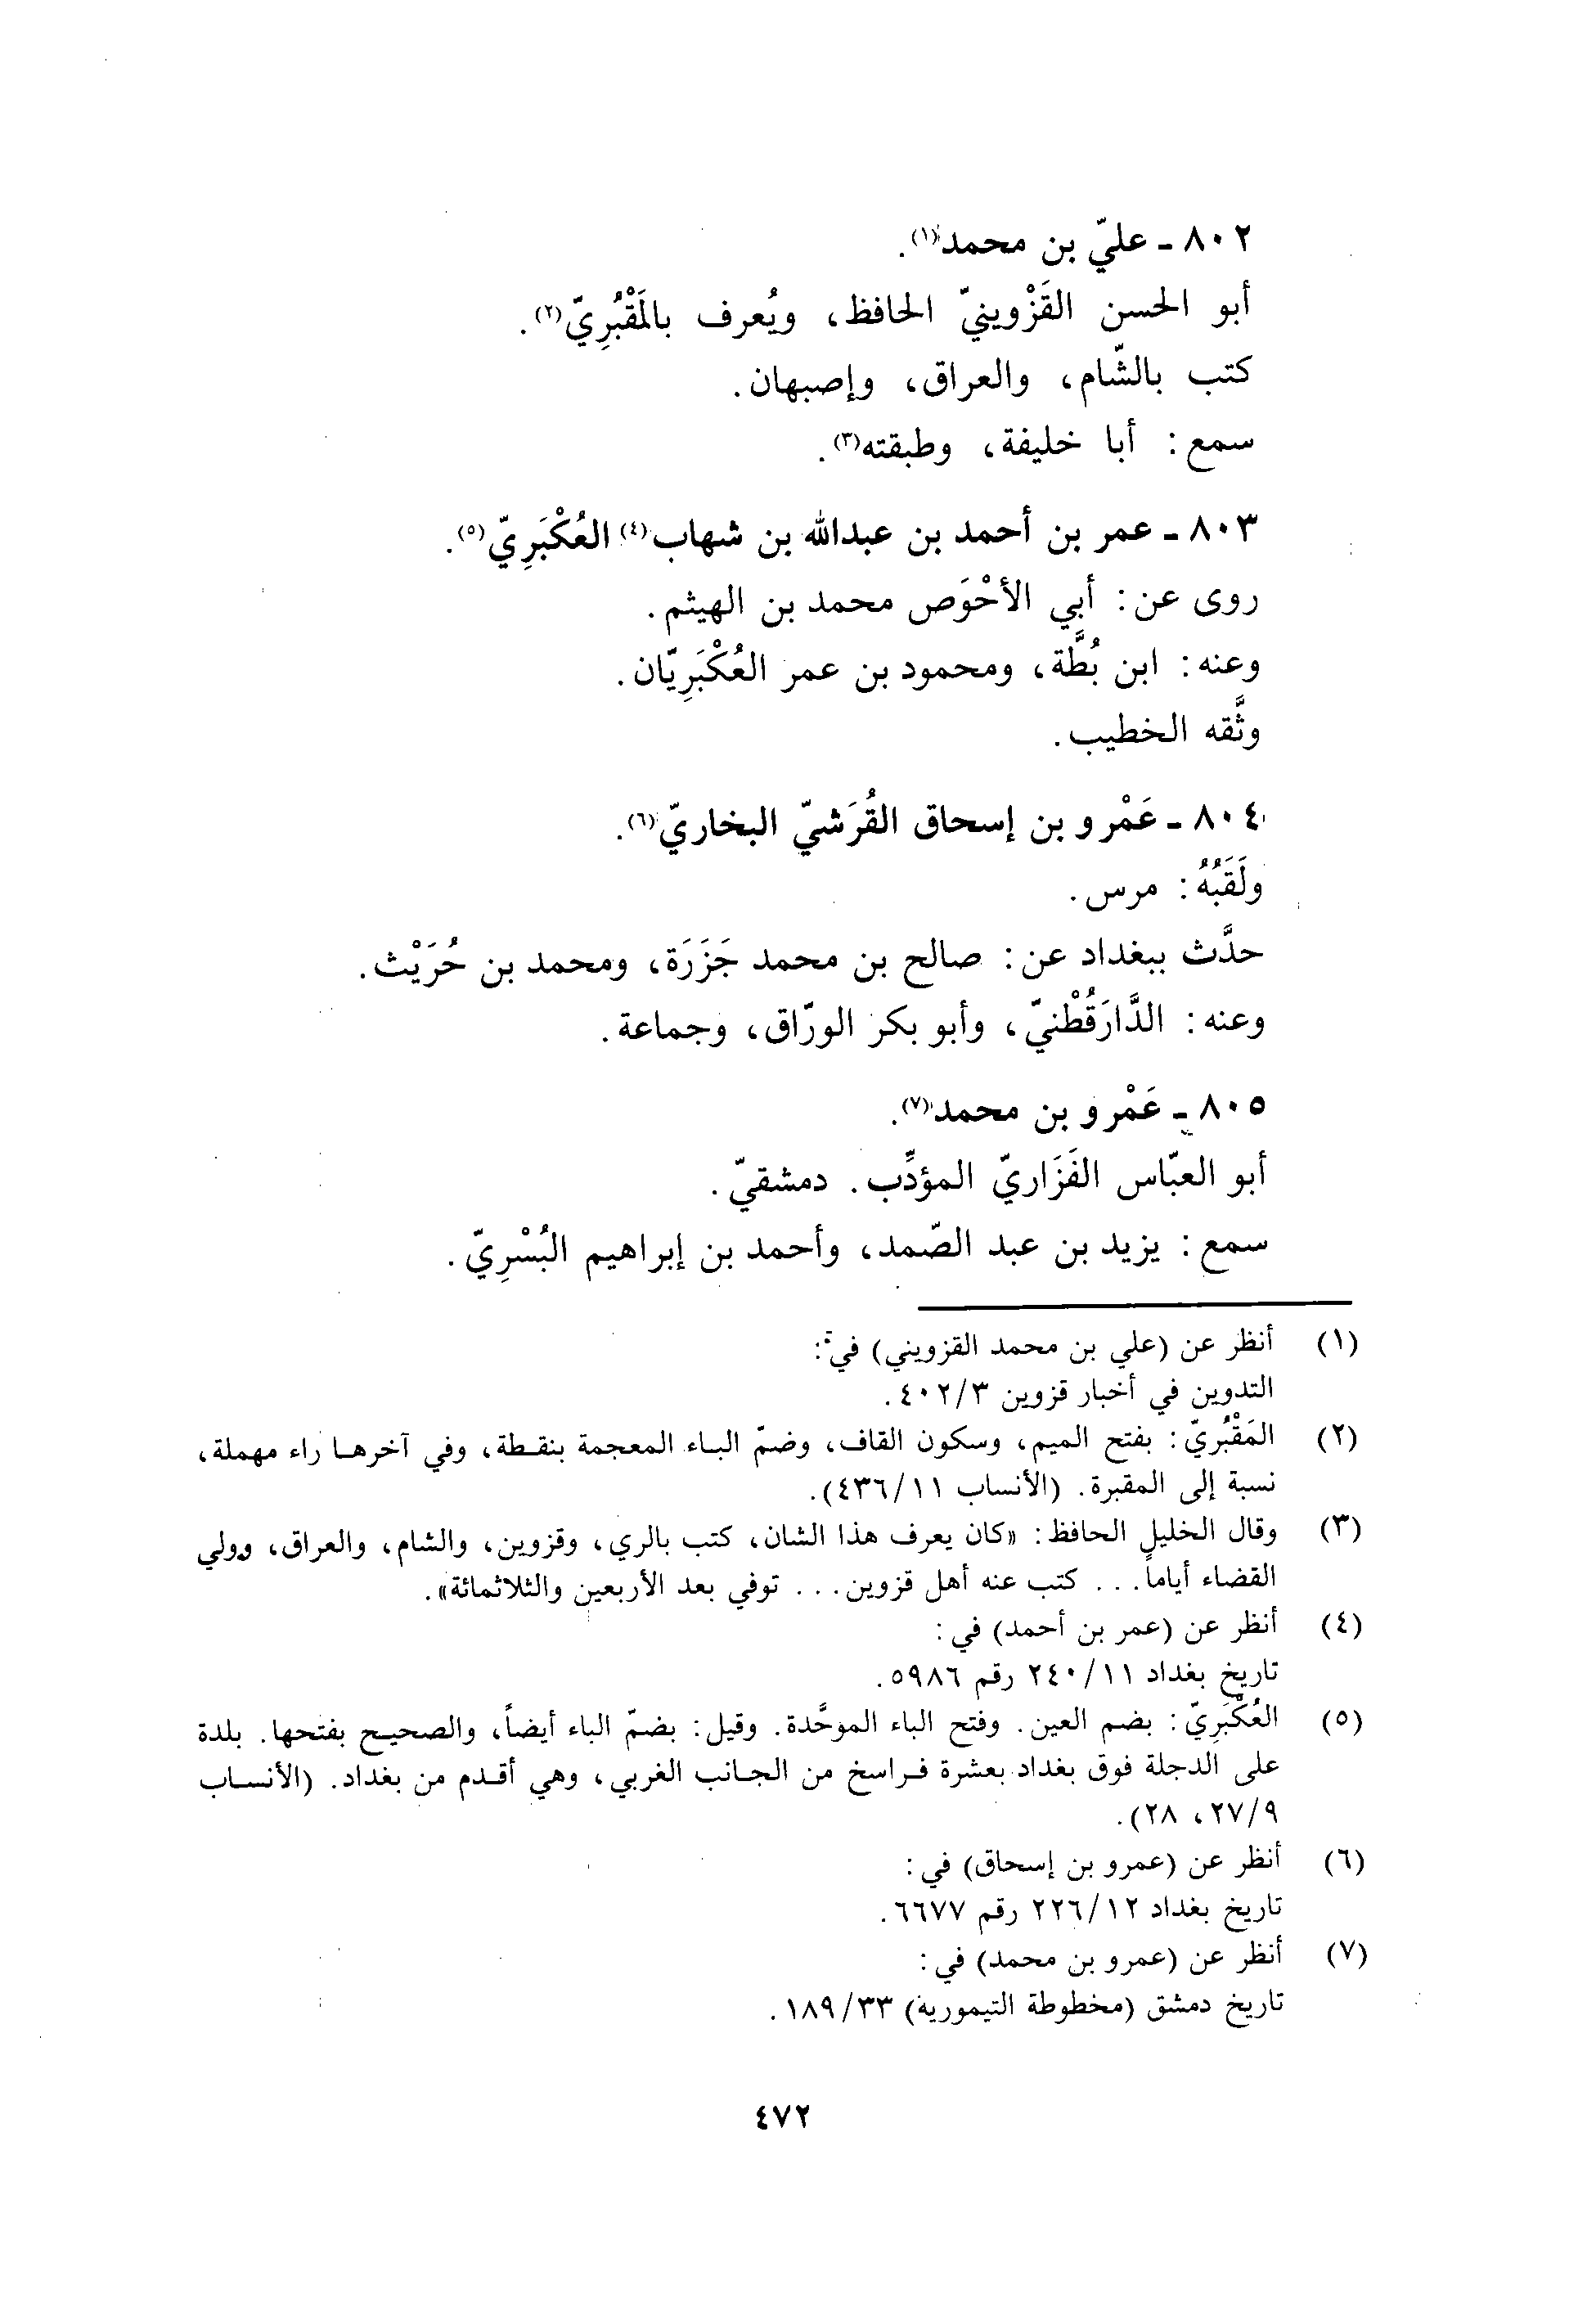 ٨٠٢ - عليّ بن محمد(١).
أبو الحسن القَزْوينيّ الحافظ، ويُعرف بالمَقْبُرِيّ(٢).
كتب بالشّام، والعراق، وإصبهان.
سمع: أبا خليفة، وطبقته(٣).
٨٠٣ - عمر بن أحمد بن عبدالله بن شهاب(٤) العُكْبَرِيّ(٥).
روى عن: أبي الأحْوَص محمد بن الهيثم.
وعنه: ابن بُطَّة، ومحمود بن عمر العُكْبَرِيّان.
وثَّقه الخطيب.
٨٠٤ - عَمْرو بن إسحاق القُرَشيّ البخاريّ(٦).
ولَقَبُهُ: مرس.
حدَّث ببغداد عن: صالح بن محمد جَزَرَة، ومحمد بن حُرَيْث.
وعنه: الدَّارَقُطْنيّ، وأبو بكر الورّاق، وجماعة.
٨٠٥ - عَمْرو بن محمد(٧).
أبو العبّاس الفَزَاريّ المؤدِّب. دمشقيّ.
سمع: يزيد بن عبد الصّمد، وأحمد بن إبراهيم البُسْرِيّ.
(١) أنظر عن (علي بن محمد القزويني) في:
التدوين في أخبار قزوين ٤٠٢/٣.
(٢) المَقْبُريّ: بفتح الميم، وسكون القاف، وضمّ الباء المعجمة بنقطة، وفي آخرها راء مهملة،
نسبة إلى المقبرة. (الأنساب ٤٣٦/١١).
(٣) وقال الخليل الحافظ: «كان يعرف هذا الشان، كتب بالري، وقزوين، والشام، والعراق، وولي
القضاء أياماً... كتب عنه أهل قزوين... توفي بعد الأربعين والثلاثمائة».
(٤) أنظر عن (عمر بن أحمد) في:
تاريخ بغداد ٢٤٠/١١ رقم ٥٩٨٦.
(٥) العُكْبَرِيّ: بضم العين. وفتح الباء الموحَّدة. وقيل: بضمّ الباء أيضاً، والصحيح بفتحها. بلدة
على الدجلة فوق بغداد بعشرة فراسخ من الجانب الغربي، وهي أقدم من بغداد. (الأنساب
٢٧/٩، ٢٨).
(٦) أنظر عن (عمرو بن إسحاق) في:
تاريخ بغداد ٢٢٦/١٢ رقم ٦٦٧٧.
(٧) أنظر عن (عمرو بن محمد) في:
تاريخ دمشق (مخطوطة التيمورية) ١٨٩/٣٣.
٤٧٢